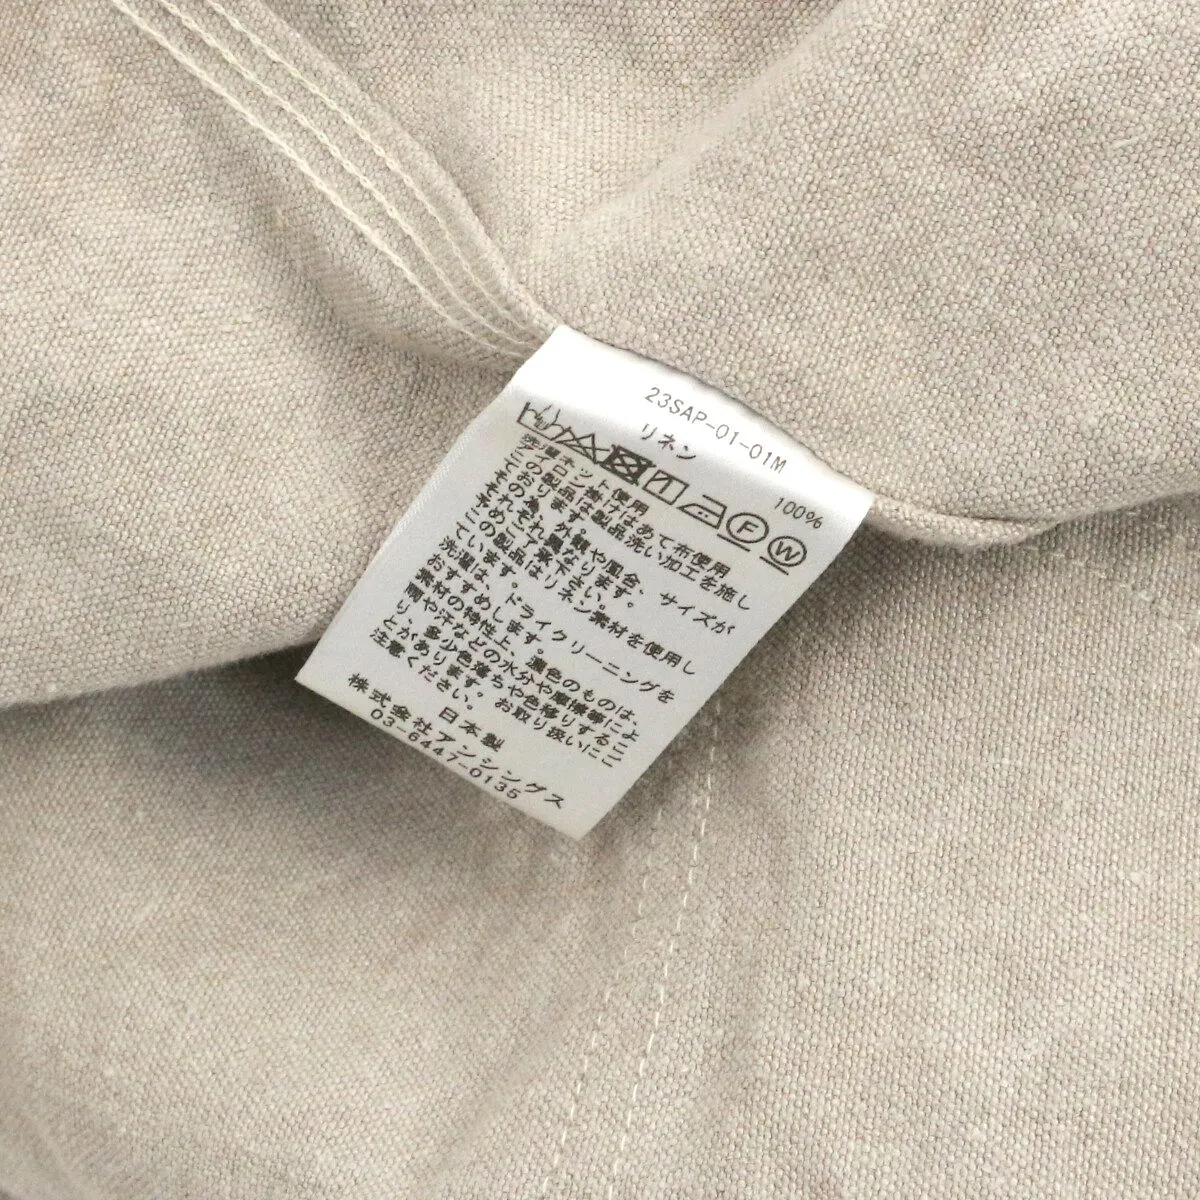 23SAP-01-01M
リネン 100%
F W
洗濯ネット使用
アイロン掛けはあて布使用
この製品は製品洗い加工を施し
ております。
その為、外観や風合、サイズが
それぞれ異なります。
予めご了承下さい。
この製品はリネン素材を使用し
ています。
洗濯は、ドライクリーニングを
おすすめします。
素材の特性上、濃色のものは、
雨や汗などの水分や摩擦等によ
り、多少色落ちや色移りするこ
とがあります。お取り扱いにご
注意ください。
日本製
株式会社アンシングス
03-6447-0135